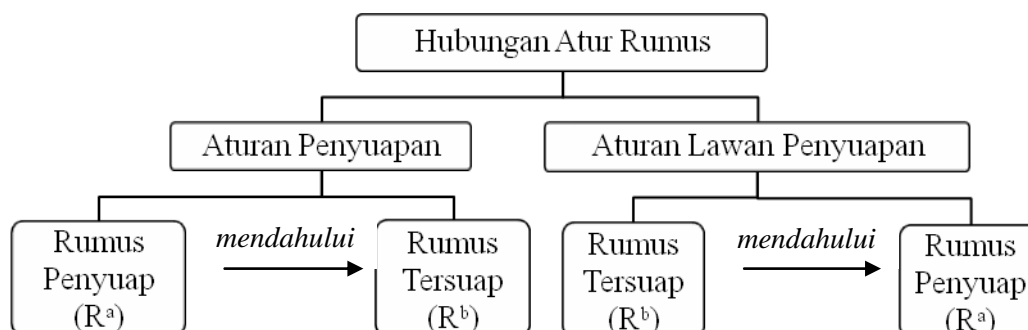 Hubungan Atur Rumus
Aturan Penyuapan
Aturan Lawan Penyuapan
Rumus
Penyuap
(Rᵃ)
mendahului
Rumus
Tersuap
(Rᵇ)
Rumus
Tersuap
(Rᵇ)
mendahului
Rumus
Penyuap
(Rᵃ)